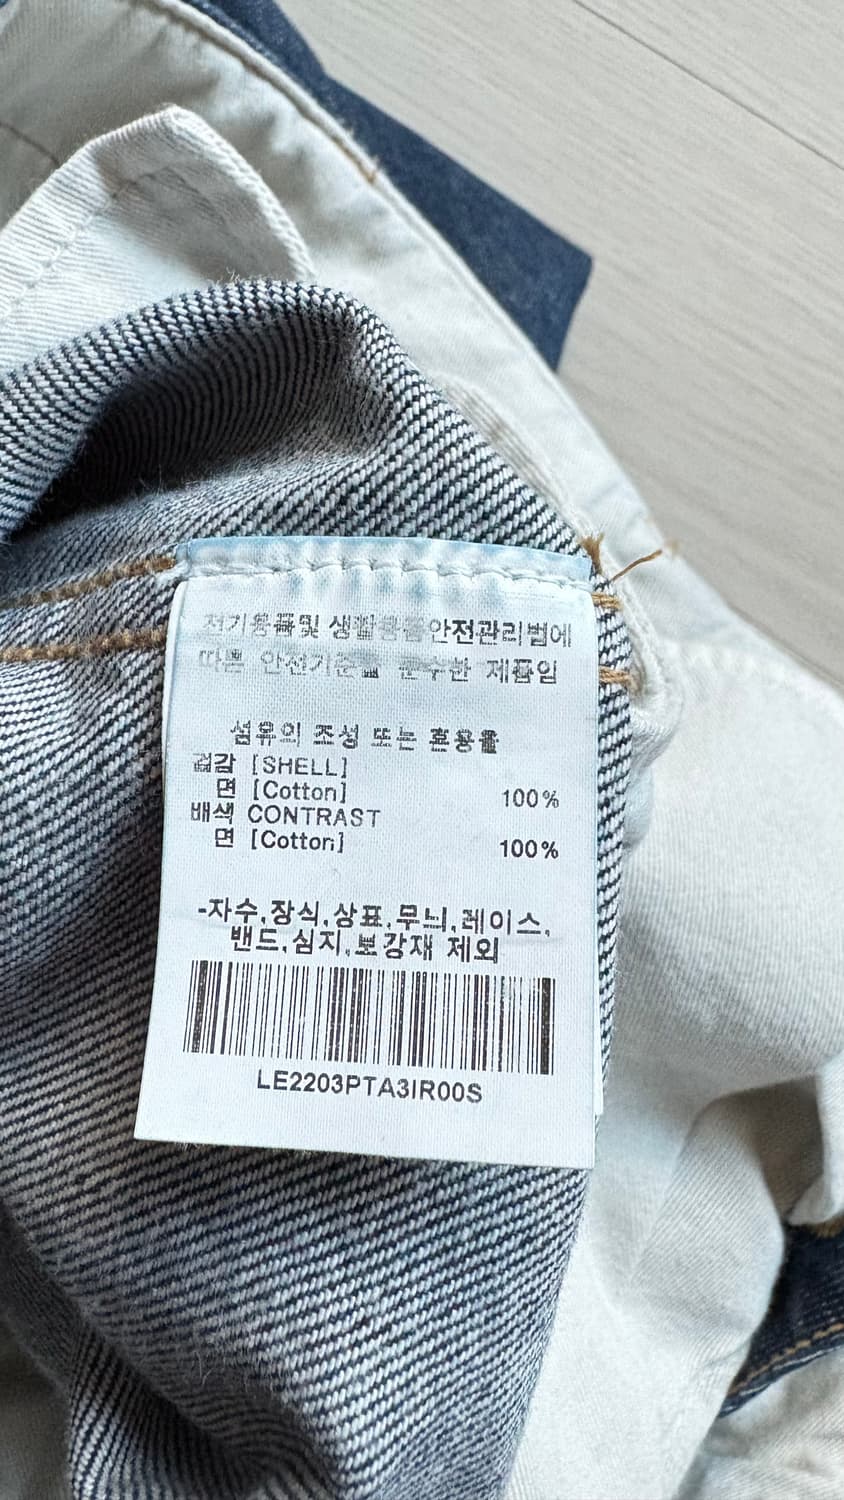 전기용품및 생활용품안전관리법에
따른 안전기준을 준수한 제품임
섬유의 조성 또는 혼용율
겉감 [SHELL]
면 [Cotton] 100%
배색 CONTRAST
면 [Cotton] 100%
-자수,장식,상표,무늬,레이스,
밴드,심지,보강재 제외
LE2203PTA3IR00S